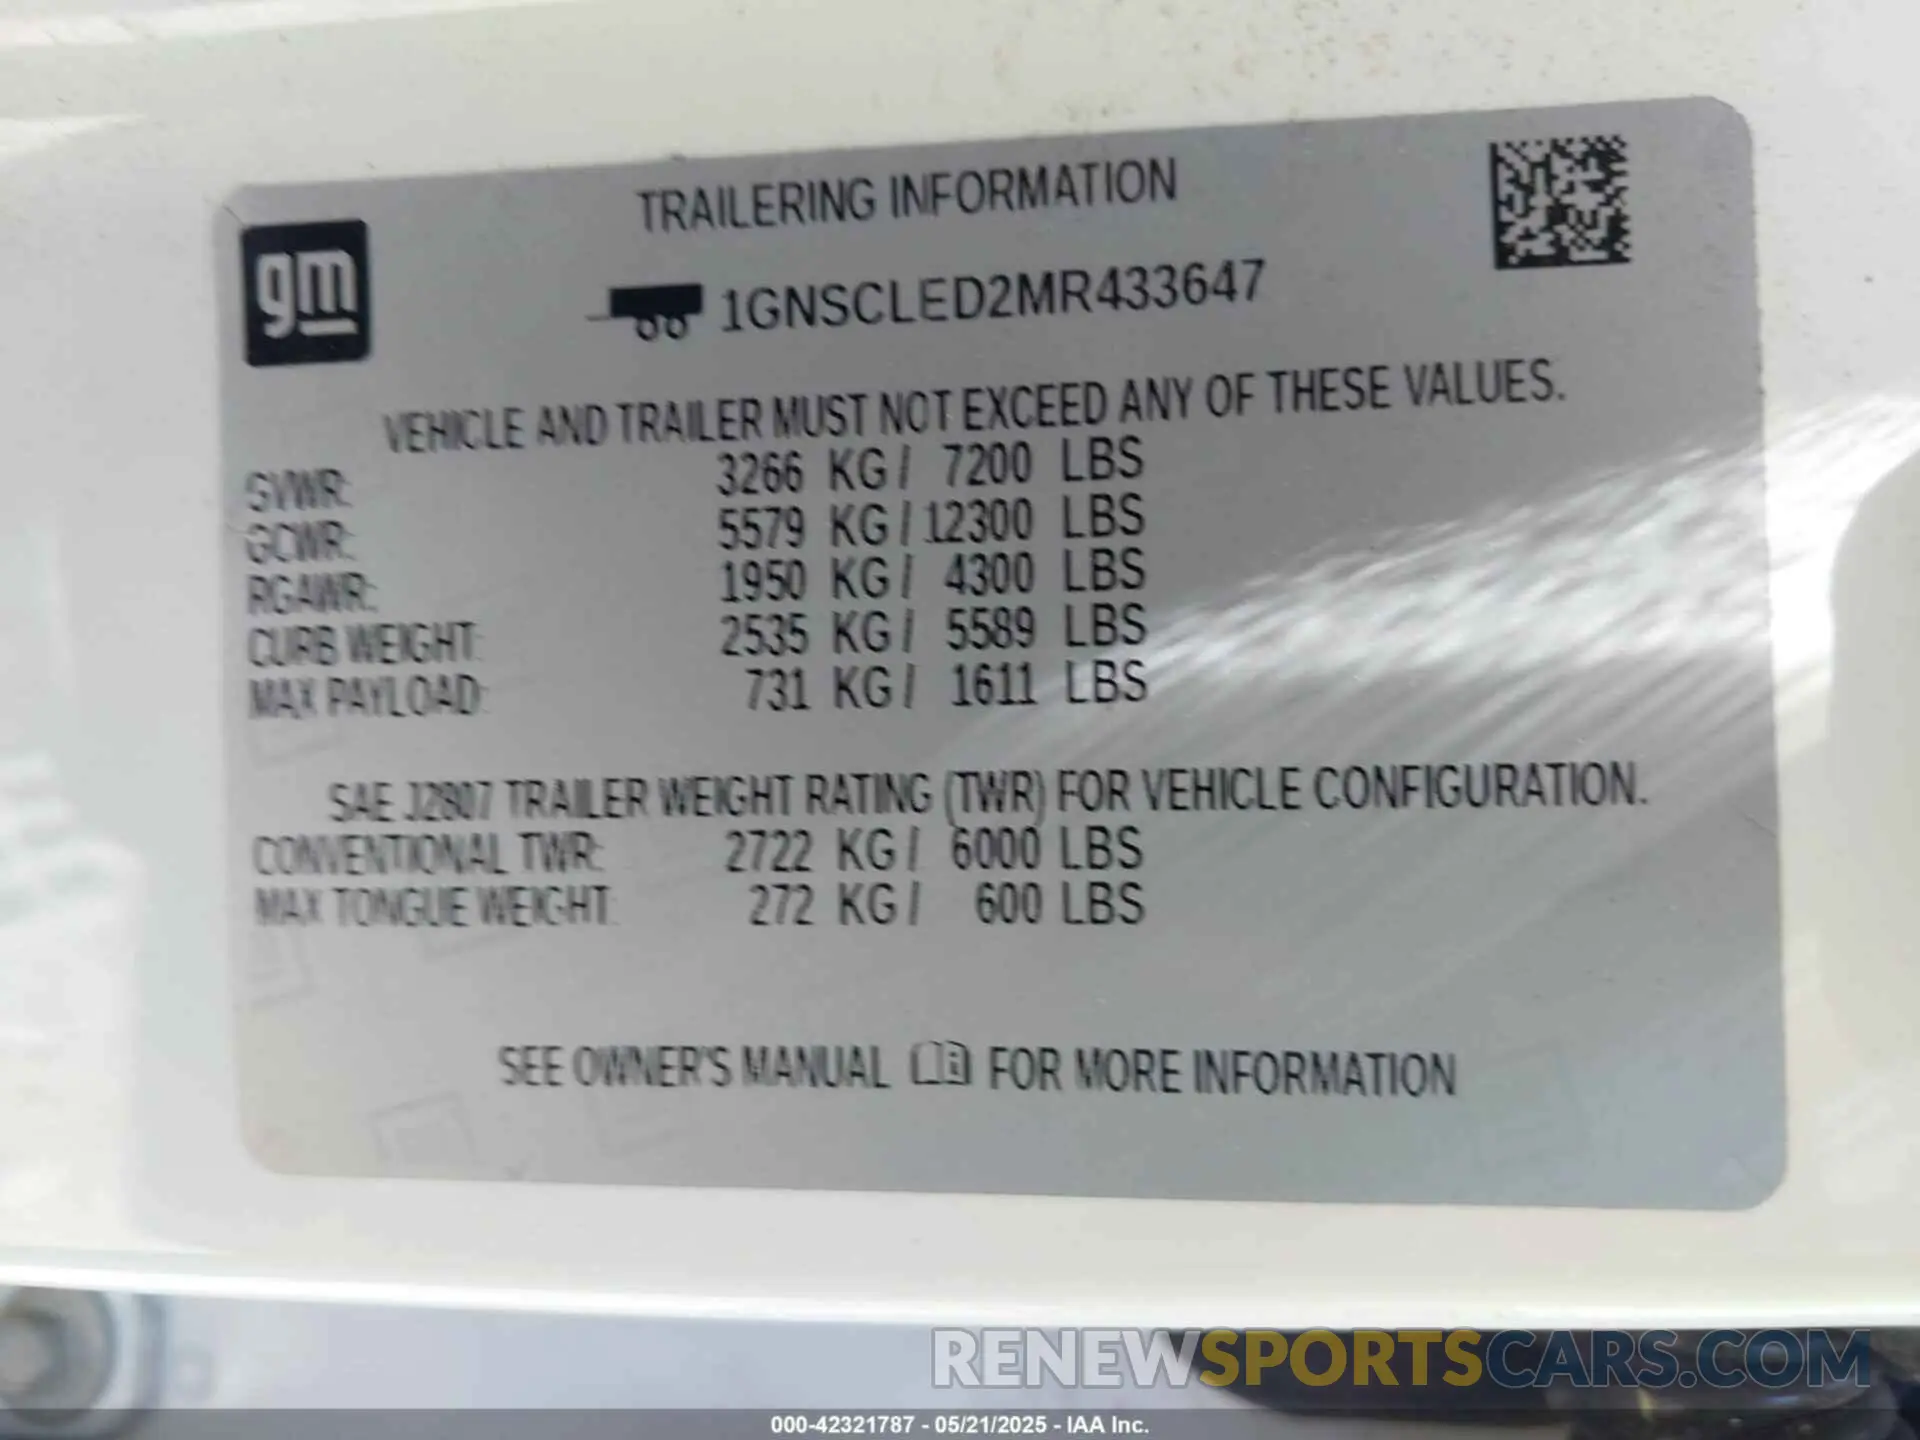 TRAILERING INFORMATION
gm
1GNSCLED2MR433647
VEHICLE AND TRAILER MUST NOT EXCEED ANY OF THESE VALUES.
GVWR: 3266 KG / 7200 LBS
GCWR: 5579 KG / 12300 LBS
RGAWR: 1950 KG / 4300 LBS
CURB WEIGHT: 2535 KG / 5589 LBS
MAX PAYLOAD: 731 KG / 1611 LBS
SAE J2807 TRAILER WEIGHT RATING (TWR) FOR VEHICLE CONFIGURATION.
CONVENTIONAL TWR: 2722 KG / 6000 LBS
MAX TONGUE WEIGHT: 272 KG / 600 LBS
SEE OWNER'S MANUAL FOR MORE INFORMATION
RENEWSPORTSCARS.COM
000-42321787 - 05/21/2025 - IAA Inc.